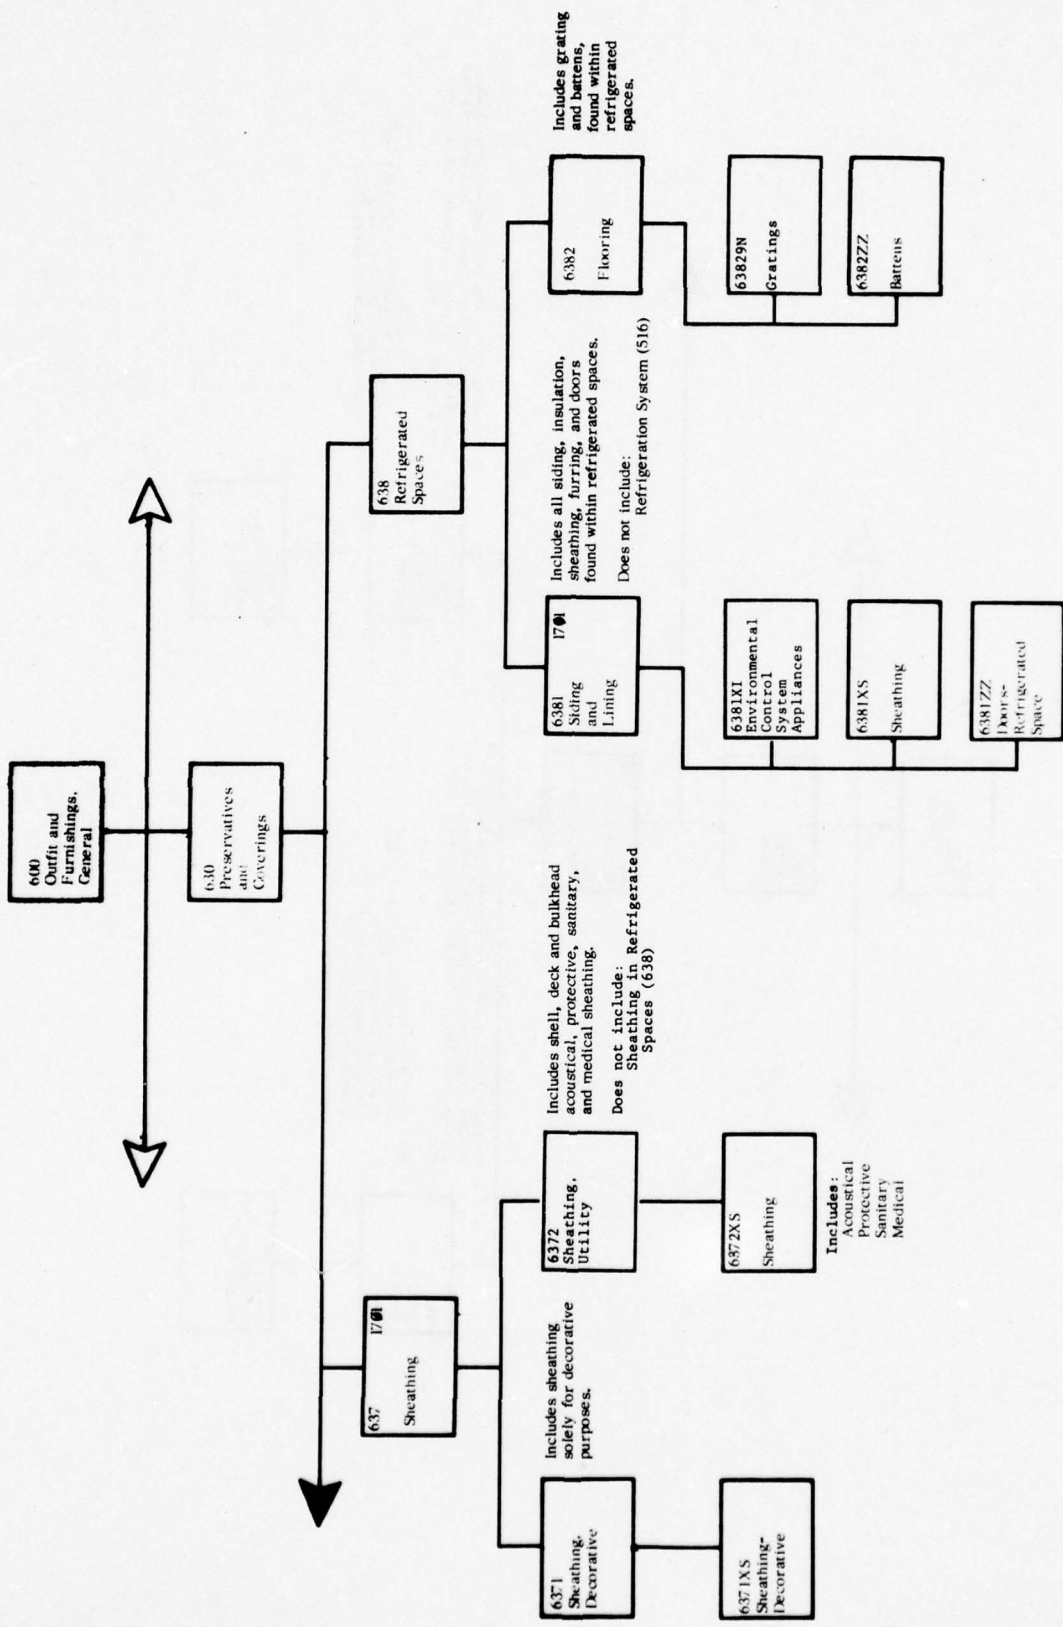 600
Outfit and
Furnishings,
General
630
Preservatives
and
Coverings
637
Sheathing
638
Refrigerated
Spaces
6371
Sheathing,
Decorative
Includes sheathing
solely for decorative
purposes.
6372
Sheathing,
Utility
Includes shell, deck and bulkhead
acoustical, protective, sanitary,
and medical sheathing.
Does not include:
Sheathing in Refrigerated
Spaces (638)
6381
Siding
and
Lining
Includes all siding, insulation,
sheathing, furring, and doors
found within refrigerated spaces.
Does not include:
Refrigeration System (516)
6382
Flooring
Includes grating
and battens,
found within
refrigerated
spaces.
6371XS
Sheathing-
Decorative
6372XS
Sheathing
Includes:
Acoustical
Protective
Sanitary
Medical
6381XI
Environmental
Control
System
Appliances
6381XS
Sheathing
6381ZZ
Doors-
Refrigerated
Space
63829N
Gratings
6382ZZ
Battens